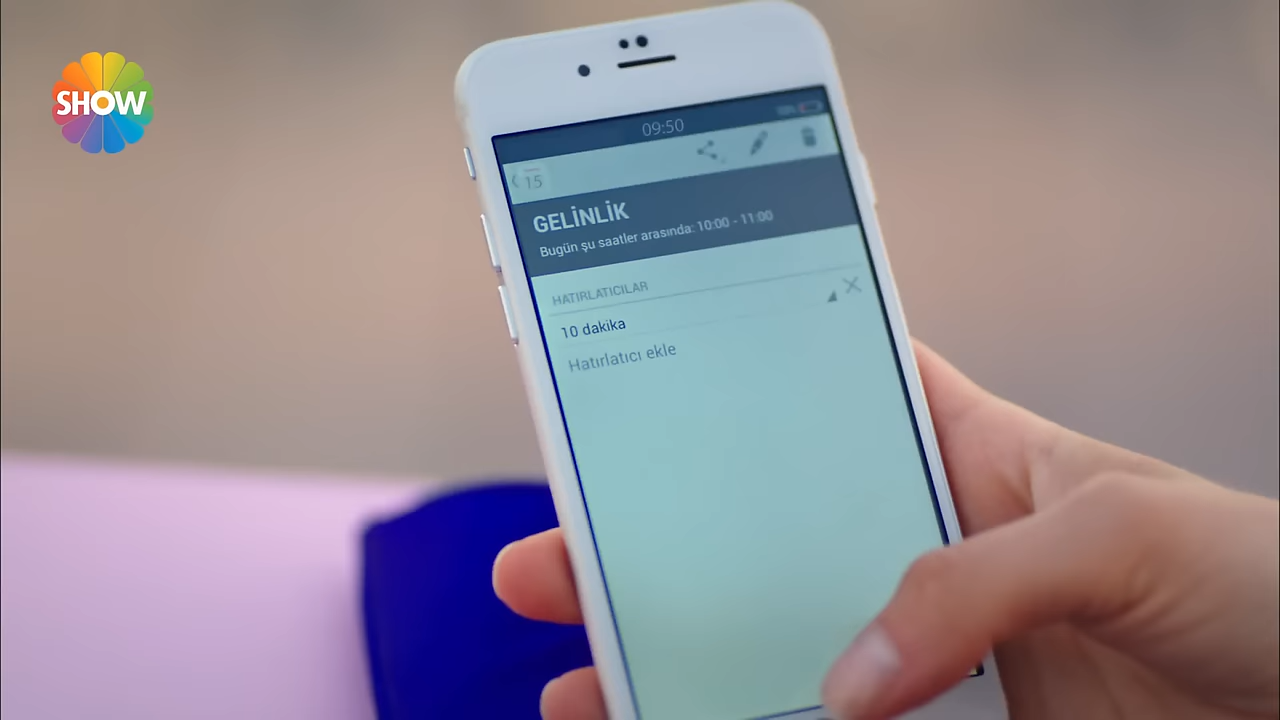 SHOW
09:50
15
GELİNLİK
Bugün şu saatler arasında: 10:00 - 11:00
HATIRLATICILAR
10 dakika
Hatırlatıcı ekle